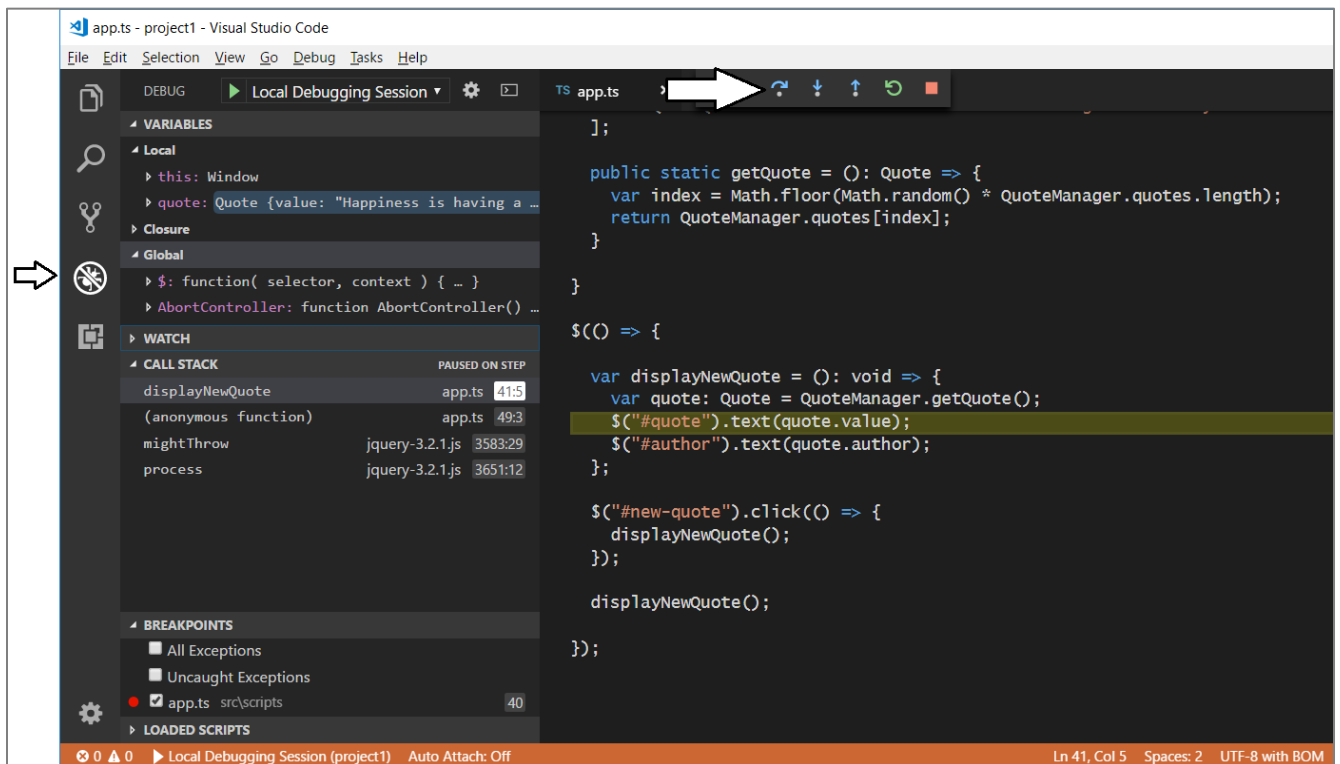 app.ts - project1 - Visual Studio Code
File Edit Selection View Go Debug Tasks Help
DEBUG Local Debugging Session
VARIABLES
Local
this: Window
quote: Quote {value: "Happiness is having a …
Closure
Global
$: function( selector, context ) { … }
AbortController: function AbortController() …
WATCH
CALL STACK PAUSED ON STEP
displayNewQuote app.ts 41:5
(anonymous function) app.ts 49:3
mightThrow jquery-3.2.1.js 3583:29
process jquery-3.2.1.js 3651:12
BREAKPOINTS
All Exceptions
Uncaught Exceptions
app.ts src\scripts 40
LOADED SCRIPTS
TS app.ts
];
public static getQuote = (): Quote => {
var index = Math.floor(Math.random() * QuoteManager.quotes.length);
return QuoteManager.quotes[index];
}
}
$(() => {
var displayNewQuote = (): void => {
var quote: Quote = QuoteManager.getQuote();
$("#quote").text(quote.value);
$("#author").text(quote.author);
};
$("#new-quote").click(() => {
displayNewQuote();
});
displayNewQuote();
});
0 0 Local Debugging Session (project1) Auto Attach: Off Ln 41, Col 5 Spaces: 2 UTF-8 with BOM